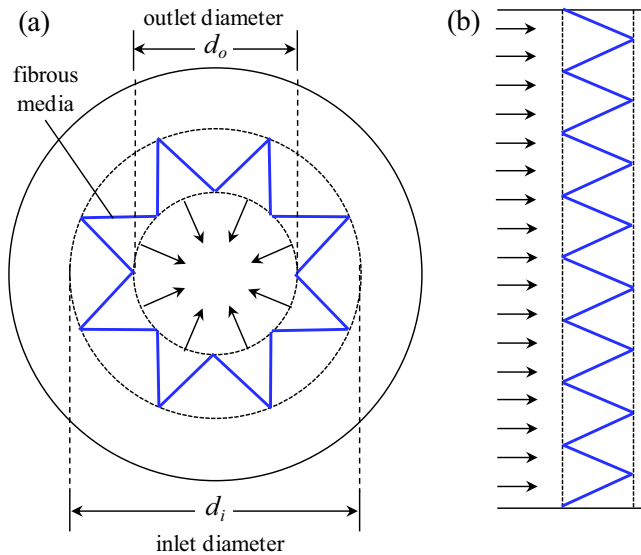 (a)
outlet diameter
d_o
fibrous
media
d_i
inlet diameter
(b)